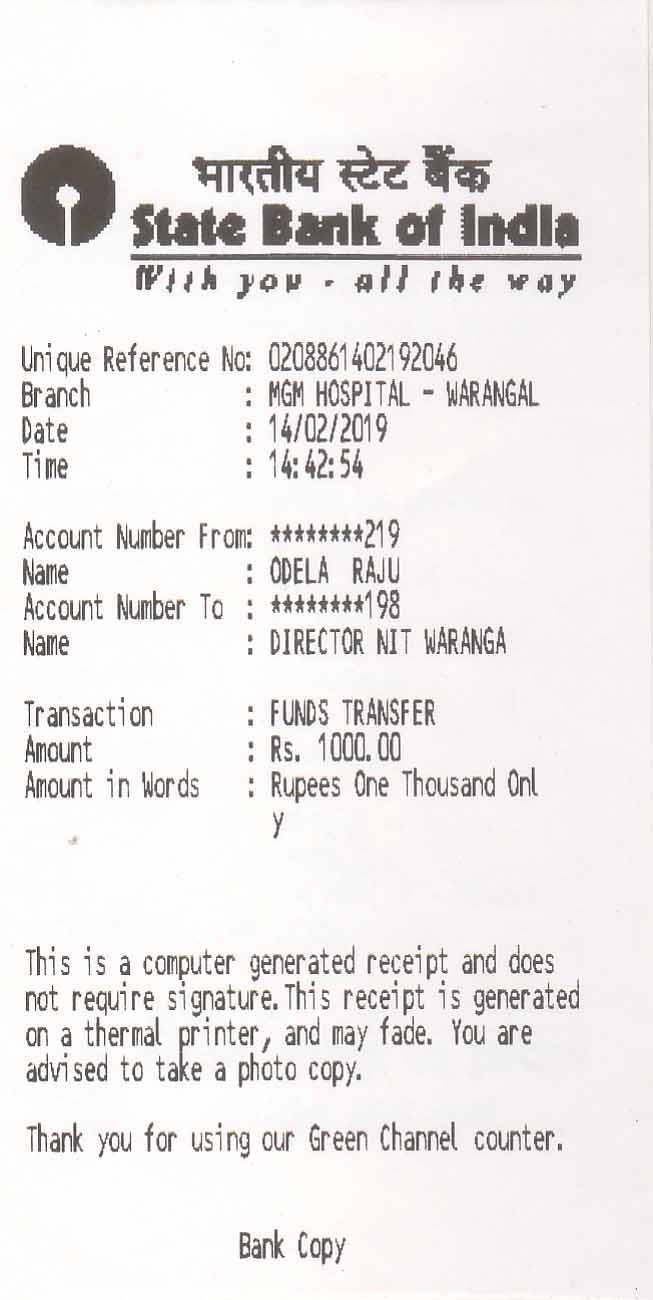 भारतीय स्टेट बैंक
State Bank of India
With you - all the way
Unique Reference No: 0208861402192046
Branch : MGM HOSPITAL - WARANGAL
Date : 14/02/2019
Time : 14:42:54
Account Number From: ********219
Name : ODELA RAJU
Account Number To : ********198
Name : DIRECTOR NIT WARANGA
Transaction : FUNDS TRANSFER
Amount : Rs. 1000.00
Amount in Words : Rupees One Thousand Onl
y
This is a computer generated receipt and does
not require signature.This receipt is generated
on a thermal printer, and may fade. You are
advised to take a photo copy.
Thank you for using our Green Channel counter.
Bank Copy